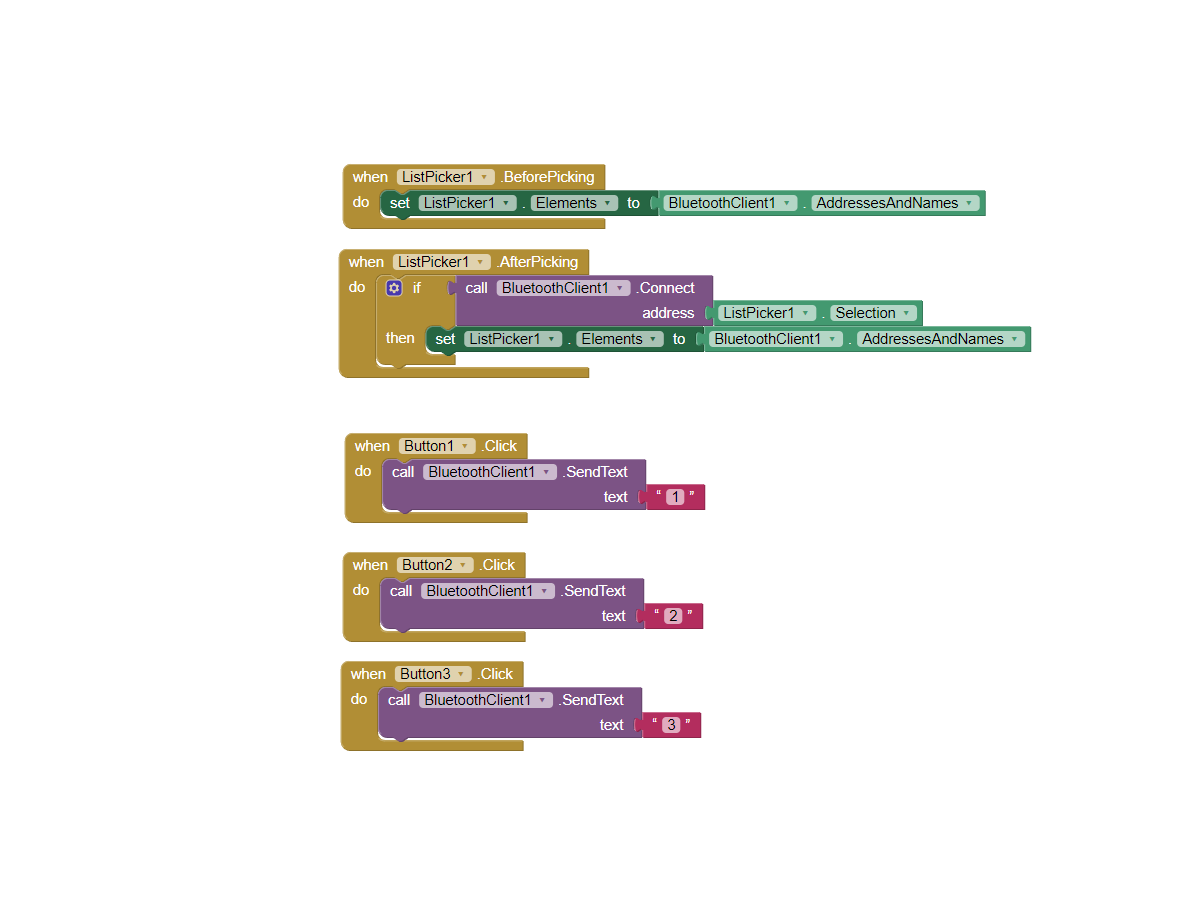 when ListPicker1 .BeforePicking
do set ListPicker1 . Elements to BluetoothClient1 . AddressesAndNames
when ListPicker1 .AfterPicking
do if call BluetoothClient1 .Connect
address ListPicker1 . Selection
then set ListPicker1 . Elements to BluetoothClient1 . AddressesAndNames
when Button1 .Click
do call BluetoothClient1 .SendText
text “ 1 ”
when Button2 .Click
do call BluetoothClient1 .SendText
text “ 2 ”
when Button3 .Click
do call BluetoothClient1 .SendText
text “ 3 ”